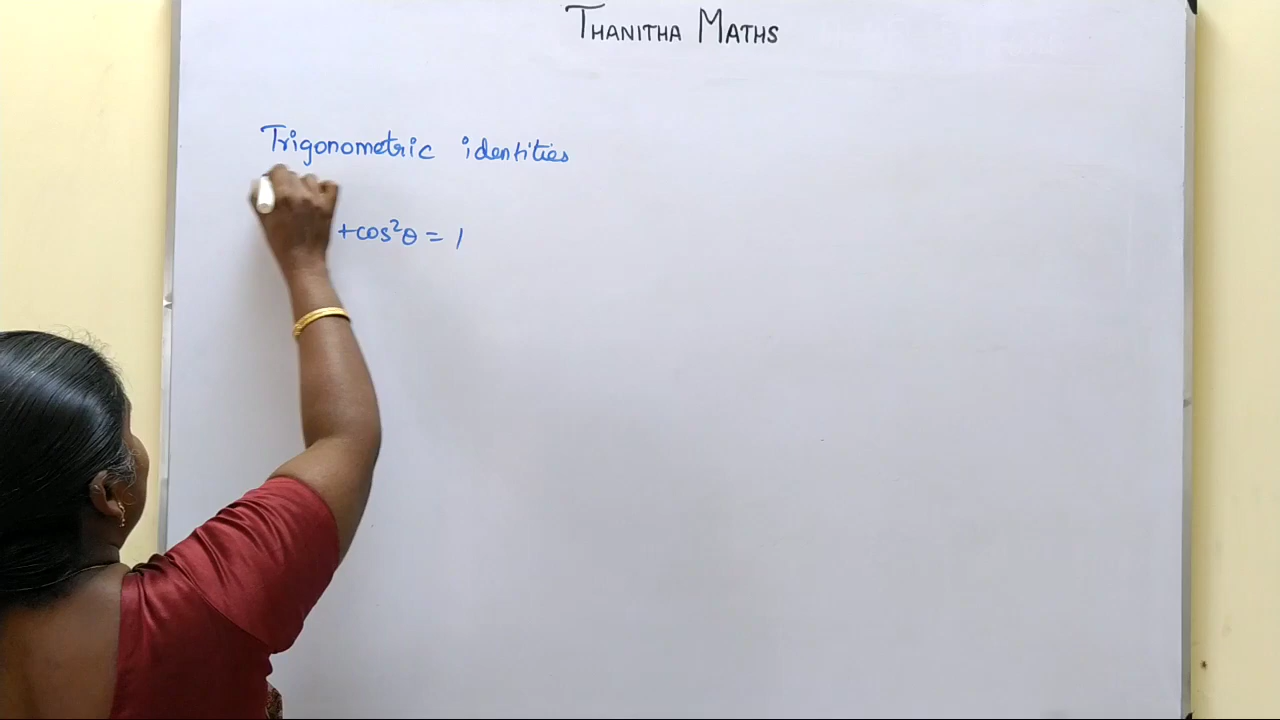 THANITHA MATHS
Trigonometric identities
+cos²θ = 1